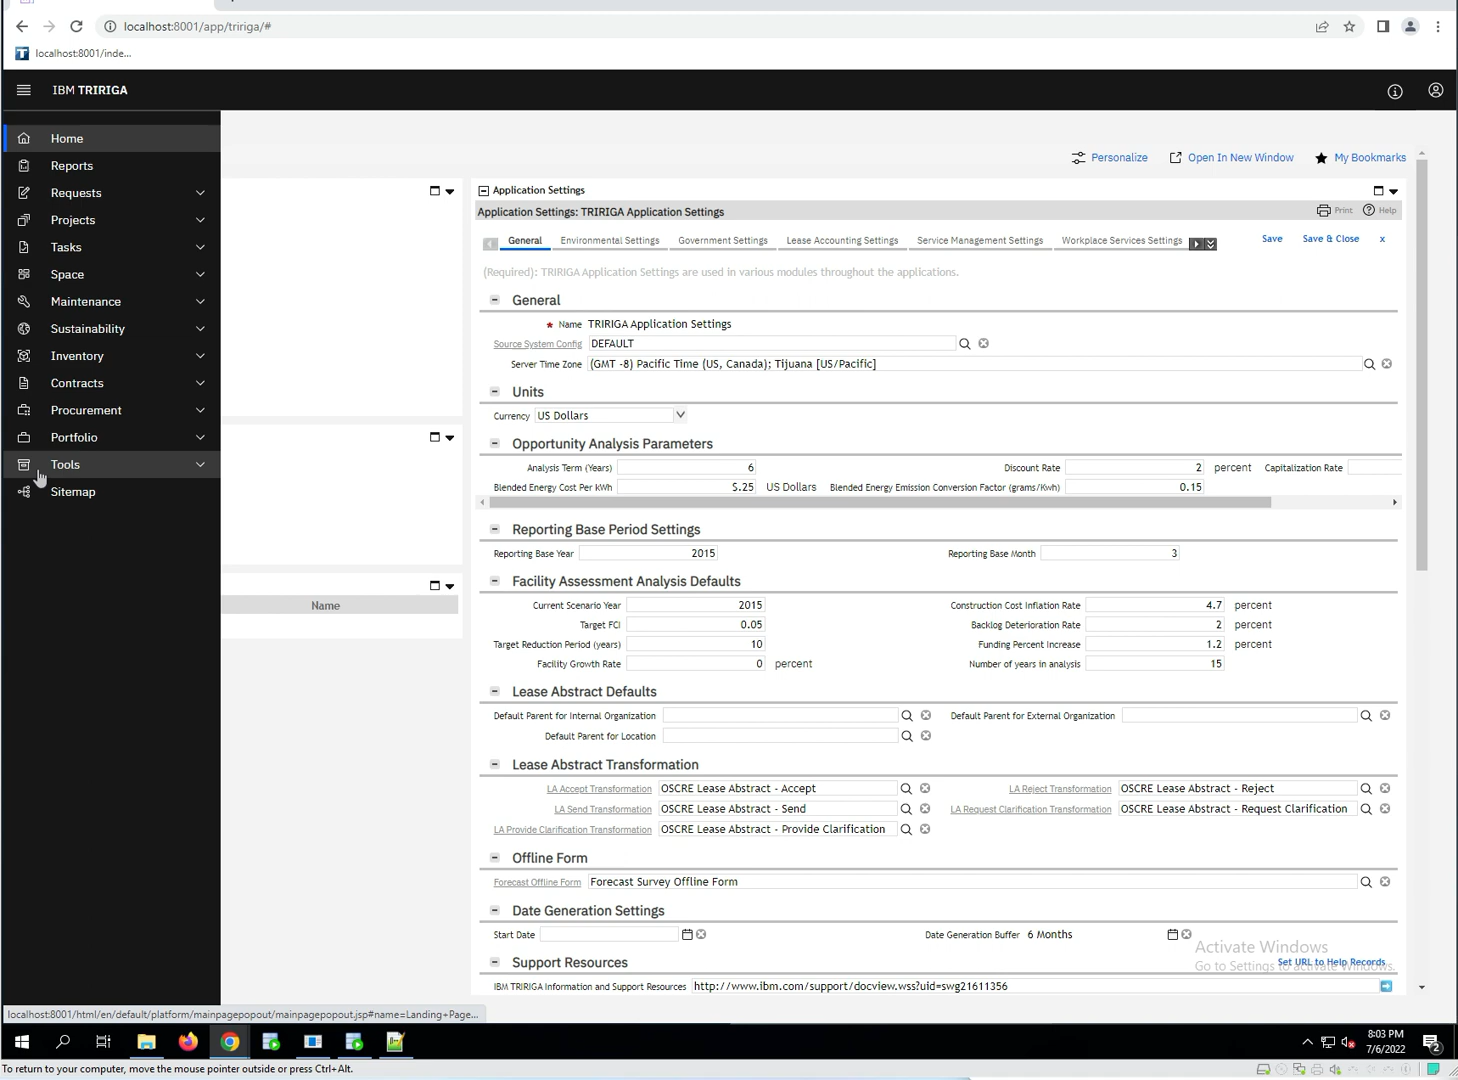 localhost:8001/app/tririga/#
localhost:8001/inde...
IBM TRIRIGA
Home
Reports
Requests
Projects
Tasks
Space
Maintenance
Sustainability
Inventory
Contracts
Procurement
Portfolio
Tools
Sitemap
Personalize Open In New Window My Bookmarks
Application Settings
Application Settings: TRIRIGA Application Settings Print Help
General Environmental Settings Government Settings Lease Accounting Settings Service Management Settings Workplace Services Settings Save Save & Close x
(Required): TRIRIGA Application Settings are used in various modules throughout the applications.
General
* Name TRIRIGA Application Settings
Source System Config DEFAULT
Server Time Zone (GMT -8) Pacific Time (US, Canada); Tijuana [US/Pacific]
Units
Currency US Dollars
Opportunity Analysis Parameters
Analysis Term (Years) 6 Discount Rate 2 percent Capitalization Rate
Blended Energy Cost Per kWh 5.25 US Dollars Blended Energy Emission Conversion Factor (grams/Kwh) 0.15
Reporting Base Period Settings
Reporting Base Year 2015 Reporting Base Month 3
Facility Assessment Analysis Defaults
Current Scenario Year 2015 Construction Cost Inflation Rate 4.7 percent
Target FCI 0.05 Backlog Deterioration Rate 2 percent
Target Reduction Period (years) 10 Funding Percent Increase 1.2 percent
Facility Growth Rate 0 percent Number of years in analysis 15
Name
Lease Abstract Defaults
Default Parent for Internal Organization Default Parent for External Organization
Default Parent for Location
Lease Abstract Transformation
LA Accept Transformation OSCRE Lease Abstract - Accept LA Reject Transformation OSCRE Lease Abstract - Reject
LA Send Transformation OSCRE Lease Abstract - Send LA Request Clarification Transformation OSCRE Lease Abstract - Request Clarification
LA Provide Clarification Transformation OSCRE Lease Abstract - Provide Clarification
Offline Form
Forecast Offline Form Forecast Survey Offline Form
Date Generation Settings
Start Date Date Generation Buffer 6 Months
Activate Windows
Go to Settings to activate Windows.
Support Resources Set URL to Help Records
IBM TRIRIGA Information and Support Resources http://www.ibm.com/support/docview.wss?uid=swg21611356
localhost:8001/html/en/default/platform/mainpagepopout/mainpagepopout.jsp#name=Landing+Page...
8:03 PM
7/6/2022
2
To return to your computer, move the mouse pointer outside or press Ctrl+Alt.